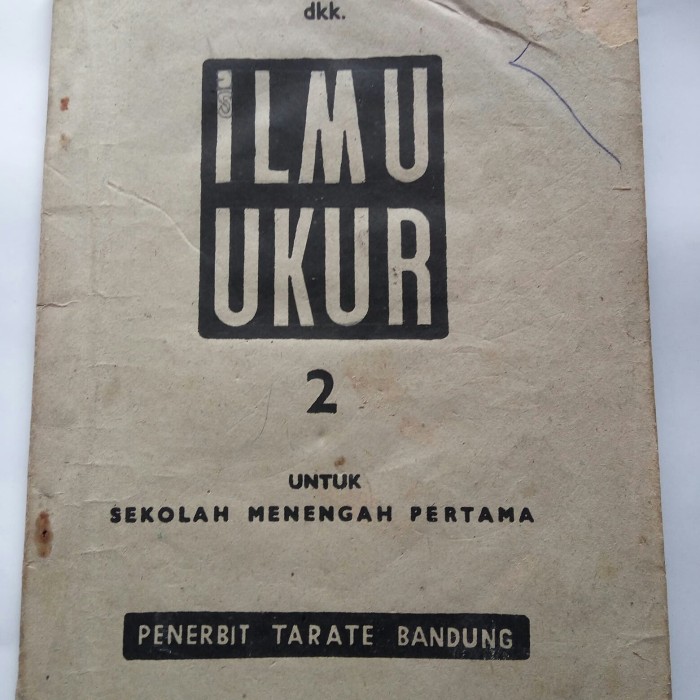 dkk.
ILMU
UKUR
2
UNTUK
SEKOLAH MENENGAH PERTAMA
PENERBIT TARATE BANDUNG